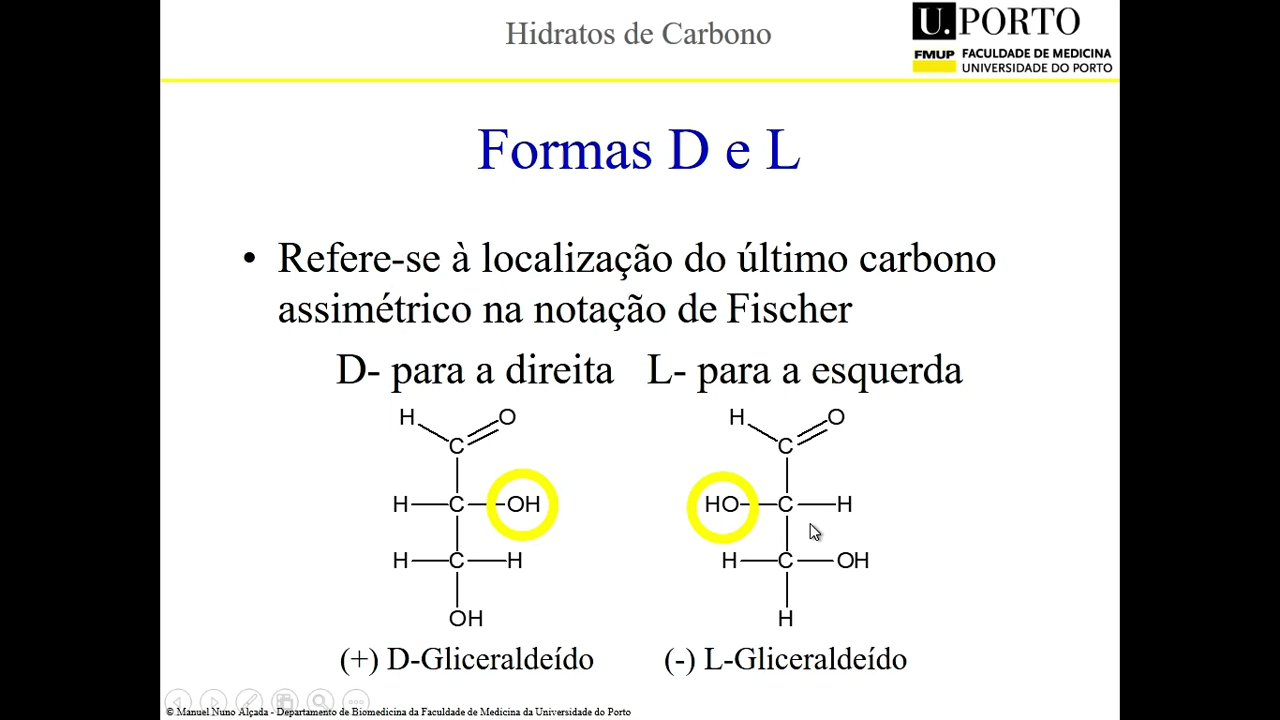 Hidratos de Carbono
U.PORTO
FMUP FACULDADE DE MEDICINA
UNIVERSIDADE DO PORTO
Formas D e L
• Refere-se à localização do último carbono
assimétrico na notação de Fischer
D- para a direita L- para a esquerda
H O H O
C C
H C OH HO C H
H C H H C OH
OH H
(+) D-Gliceraldeído (-) L-Gliceraldeído
© Manuel Nuno Alçada - Departamento de Biomedicina da Faculdade de Medicina da Universidade do Porto